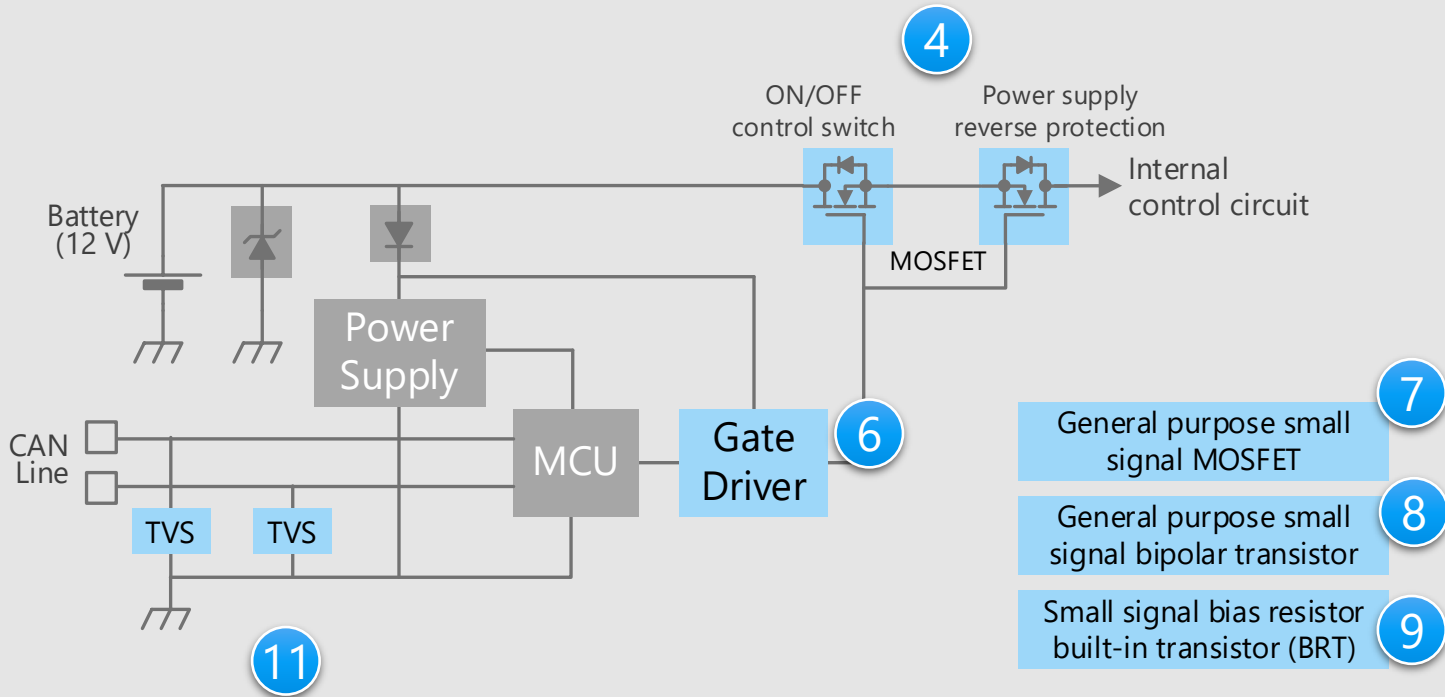 4
ON/OFF
control switch
Power supply
reverse protection
Internal
control circuit
Battery
(12 V)
MOSFET
Power
Supply
CAN
Line
MCU
Gate
Driver
6
TVS
TVS
11
7
General purpose small
signal MOSFET
8
General purpose small
signal bipolar transistor
9
Small signal bias resistor
built-in transistor (BRT)